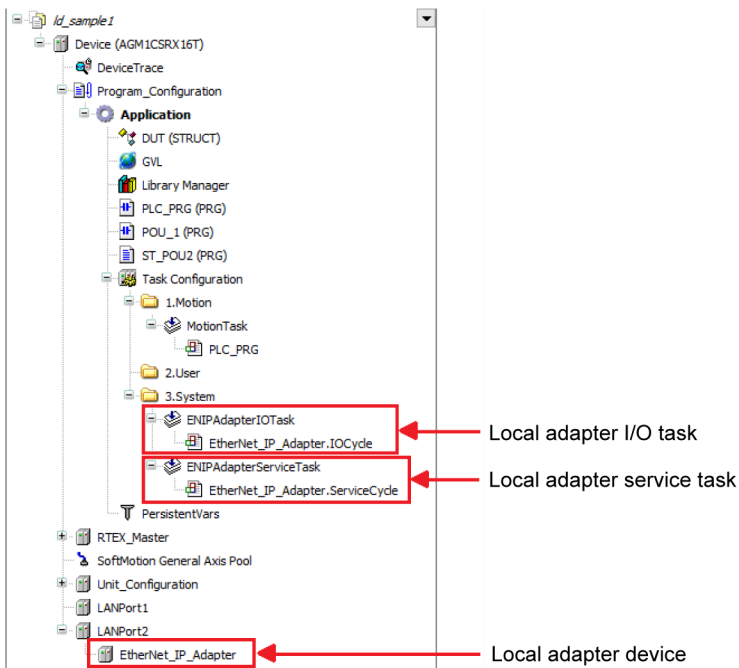 ld_sample1
Device (AGM1CSRX16T)
DeviceTrace
Program_Configuration
Application
DUT (STRUCT)
GVL
Library Manager
PLC_PRG (PRG)
POU_1 (PRG)
ST_POU2 (PRG)
Task Configuration
1.Motion
MotionTask
PLC_PRG
2.User
3.System
ENIPAdapterIOTask
EtherNet_IP_Adapter.IOCycle
Local adapter I/O task
ENIPAdapterServiceTask
EtherNet_IP_Adapter.ServiceCycle
Local adapter service task
PersistentVars
RTEX_Master
SoftMotion General Axis Pool
Unit_Configuration
LANPort1
LANPort2
EtherNet_IP_Adapter
Local adapter device